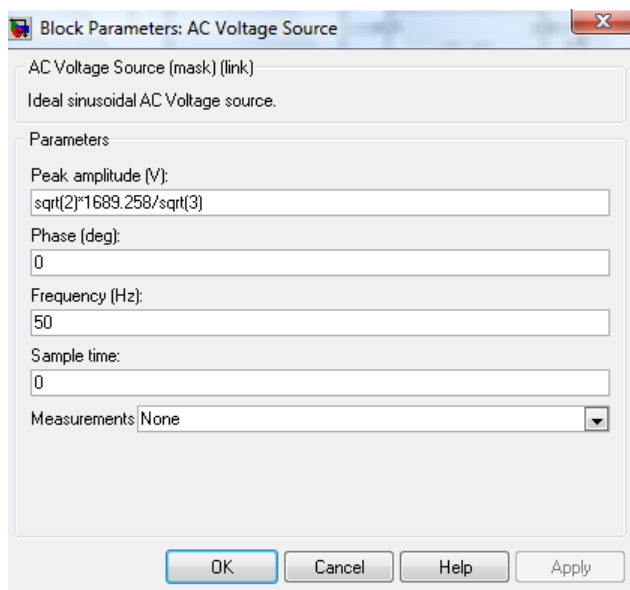 Block Parameters: AC Voltage Source
AC Voltage Source (mask) (link)
Ideal sinusoidal AC Voltage source.
Parameters
Peak amplitude (V):
sqrt(2)*1689.258/sqrt(3)
Phase (deg):
0
Frequency (Hz):
50
Sample time:
0
Measurements None
OK Cancel Help Apply